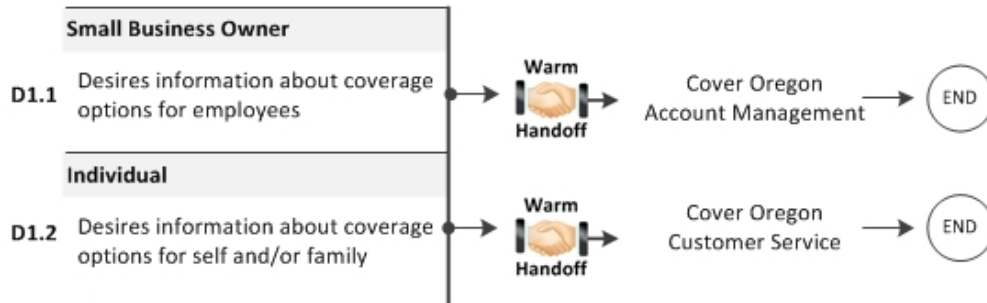 Small Business Owner
D1.1
Desires information about coverage
options for employees
Warm
Handoff
Cover Oregon
Account Management
END
Individual
D1.2
Desires information about coverage
options for self and/or family
Warm
Handoff
Cover Oregon
Customer Service
END